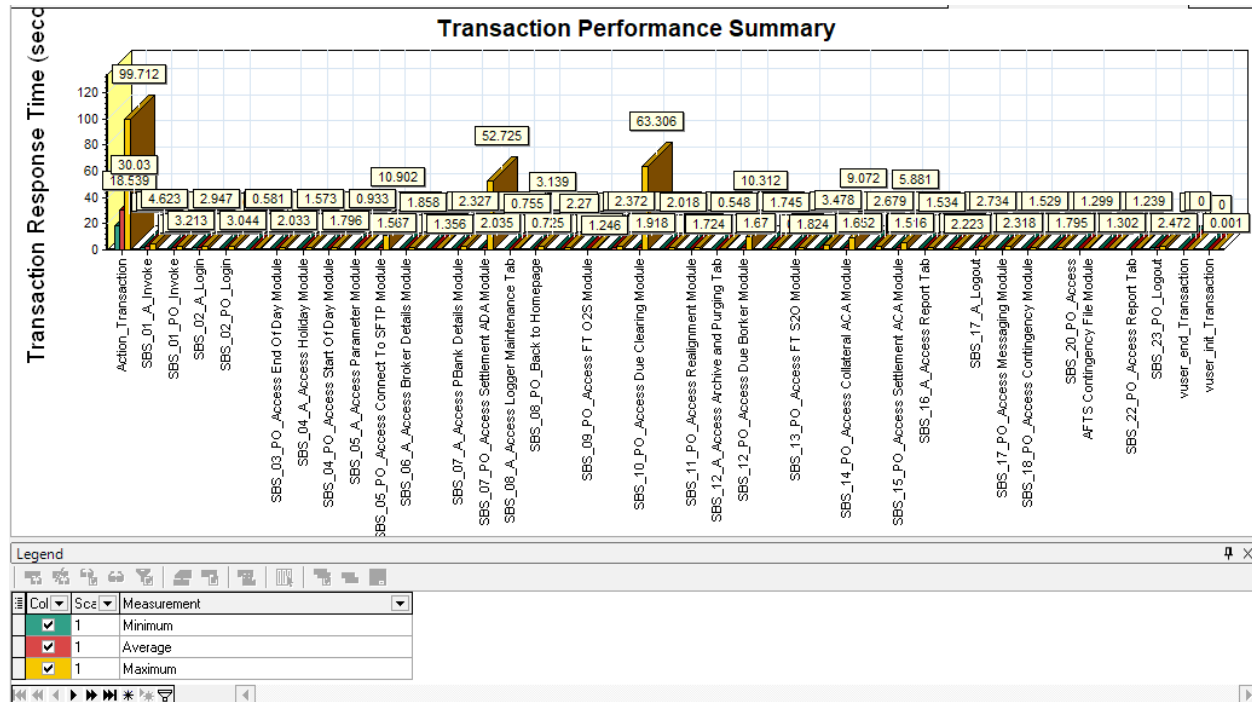 Transaction Performance Summary
Transaction Response Time (secc
120
100
80
60
40
20
0
99.712
30.03
18.539
52.725
63.306
10.902
3.139
10.312
9.072
5.881
4.623
2.947
0.581
1.573
0.933
1.858
2.327
0.755
2.27
2.372
2.018
0.548
1.745
3.478
2.679
1.534
2.734
1.529
1.299
1.239
0
0
3.213
3.044
2.033
1.796
1.567
1.356
2.035
0.725
1.246
1.918
1.724
1.67
1.824
1.652
1.516
2.223
2.318
1.795
1.302
2.472
0.001
Action_Transaction
SBS_01_A_Invoke
SBS_01_PO_Invoke
SBS_02_A_Login
SBS_02_PO_Login
SBS_03_PO_Access End Of Day Module
SBS_04_A_Access Holiday Module
SBS_04_PO_Access Start Of Day Module
SBS_05_A_Access Parameter Module
SBS_05_PO_Access Connect To SFTP Module
SBS_06_A_Access Broker Details Module
SBS_07_A_Access PBank Details Module
SBS_07_PO_Access Settlement ADA Module
SBS_08_A_Access Logger Maintenance Tab
SBS_08_PO_Back to Homepage
SBS_09_PO_Access FT O2S Module
SBS_10_PO_Access Due Clearing Module
SBS_11_PO_Access Realignment Module
SBS_12_A_Access Archive and Purging Tab
SBS_12_PO_Access Due Borker Module
SBS_13_PO_Access FT S2O Module
SBS_14_PO_Access Collateral ACA Module
SBS_15_PO_Access Settlement ACA Module
SBS_16_A_Access Report Tab
SBS_17_A_Logout
SBS_17_PO_Access Messaging Module
SBS_18_PO_Access Contingency Module
SBS_20_PO_Access
AFTS Contingency File Module
SBS_22_PO_Access Report Tab
SBS_23_PO_Logout
vuser_end_Transaction
vuser_init_Transaction
Legend
Col Sca Measurement
1 Minimum
1 Average
1 Maximum